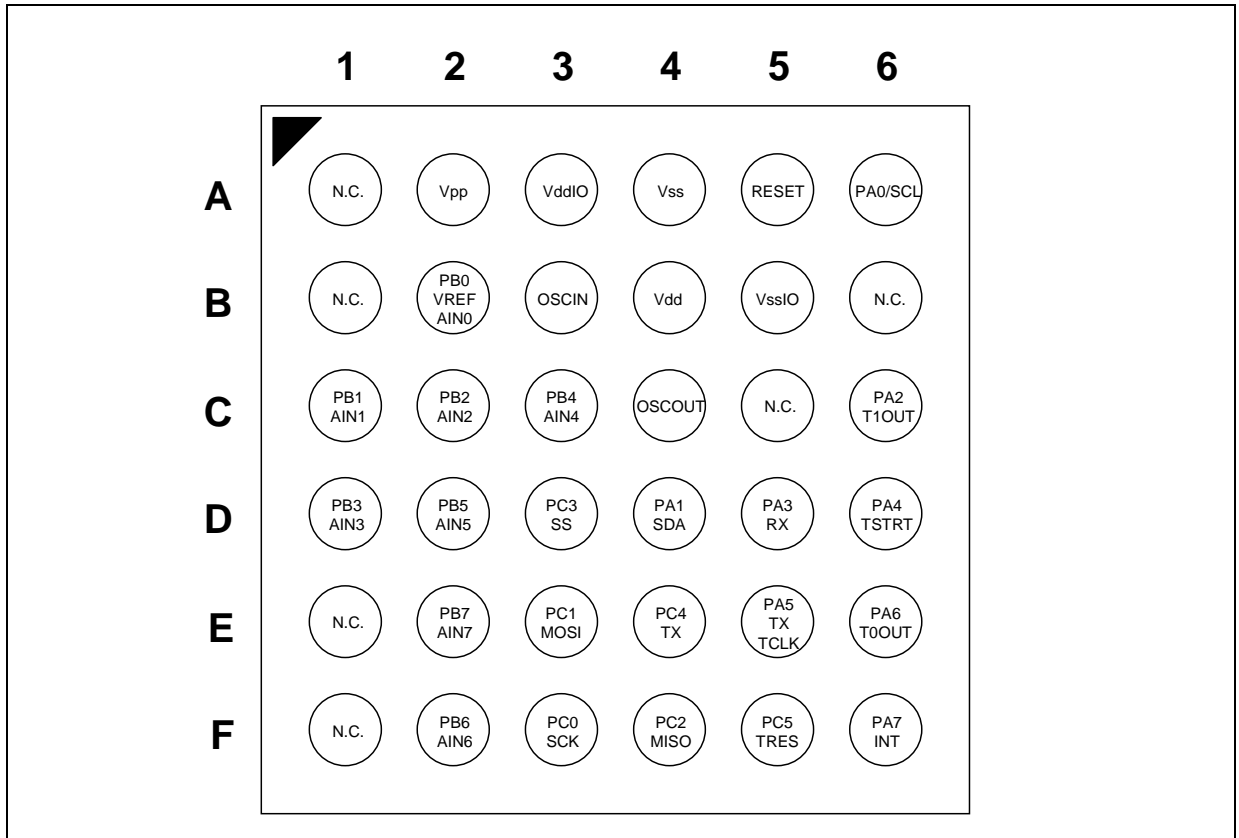 1 2 3 4 5 6
A N.C. Vpp VddIO Vss RESET PA0/SCL
B N.C. PB0 VREF AIN0 OSCIN Vdd VssIO N.C.
C PB1 AIN1 PB2 AIN2 PB4 AIN4 OSCOUT N.C. PA2 T1OUT
D PB3 AIN3 PB5 AIN5 PC3 SS PA1 SDA PA3 RX PA4 TSTRT
E N.C. PB7 AIN7 PC1 MOSI PC4 TX PA5 TX TCLK PA6 T0OUT
F N.C. PB6 AIN6 PC0 SCK PC2 MISO PC5 TRES PA7 INT